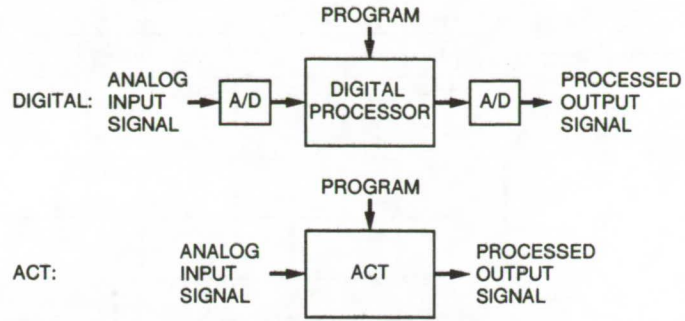 PROGRAM
DIGITAL:
ANALOG
INPUT
SIGNAL
A/D
DIGITAL
PROCESSOR
A/D
PROCESSED
OUTPUT
SIGNAL
PROGRAM
ACT:
ANALOG
INPUT
SIGNAL
ACT
PROCESSED
OUTPUT
SIGNAL